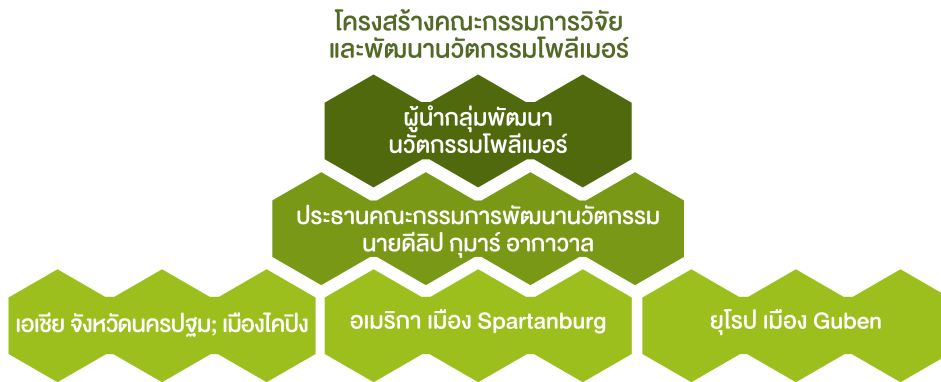 โครงสร้างคณะกรรมการวิจัย
และพัฒนานวัตกรรมโพลีเมอร์
ผู้นำกลุ่มพัฒนา
นวัตกรรมโพลีเมอร์
ประธานคณะกรรมการพัฒนานวัตกรรม
นายดีลิป กุมาร์ อากาวาล
เอเชีย จังหวัดนครปฐม; เมืองไคปิง
อเมริกา เมือง Spartanburg
ยุโรป เมือง Guben